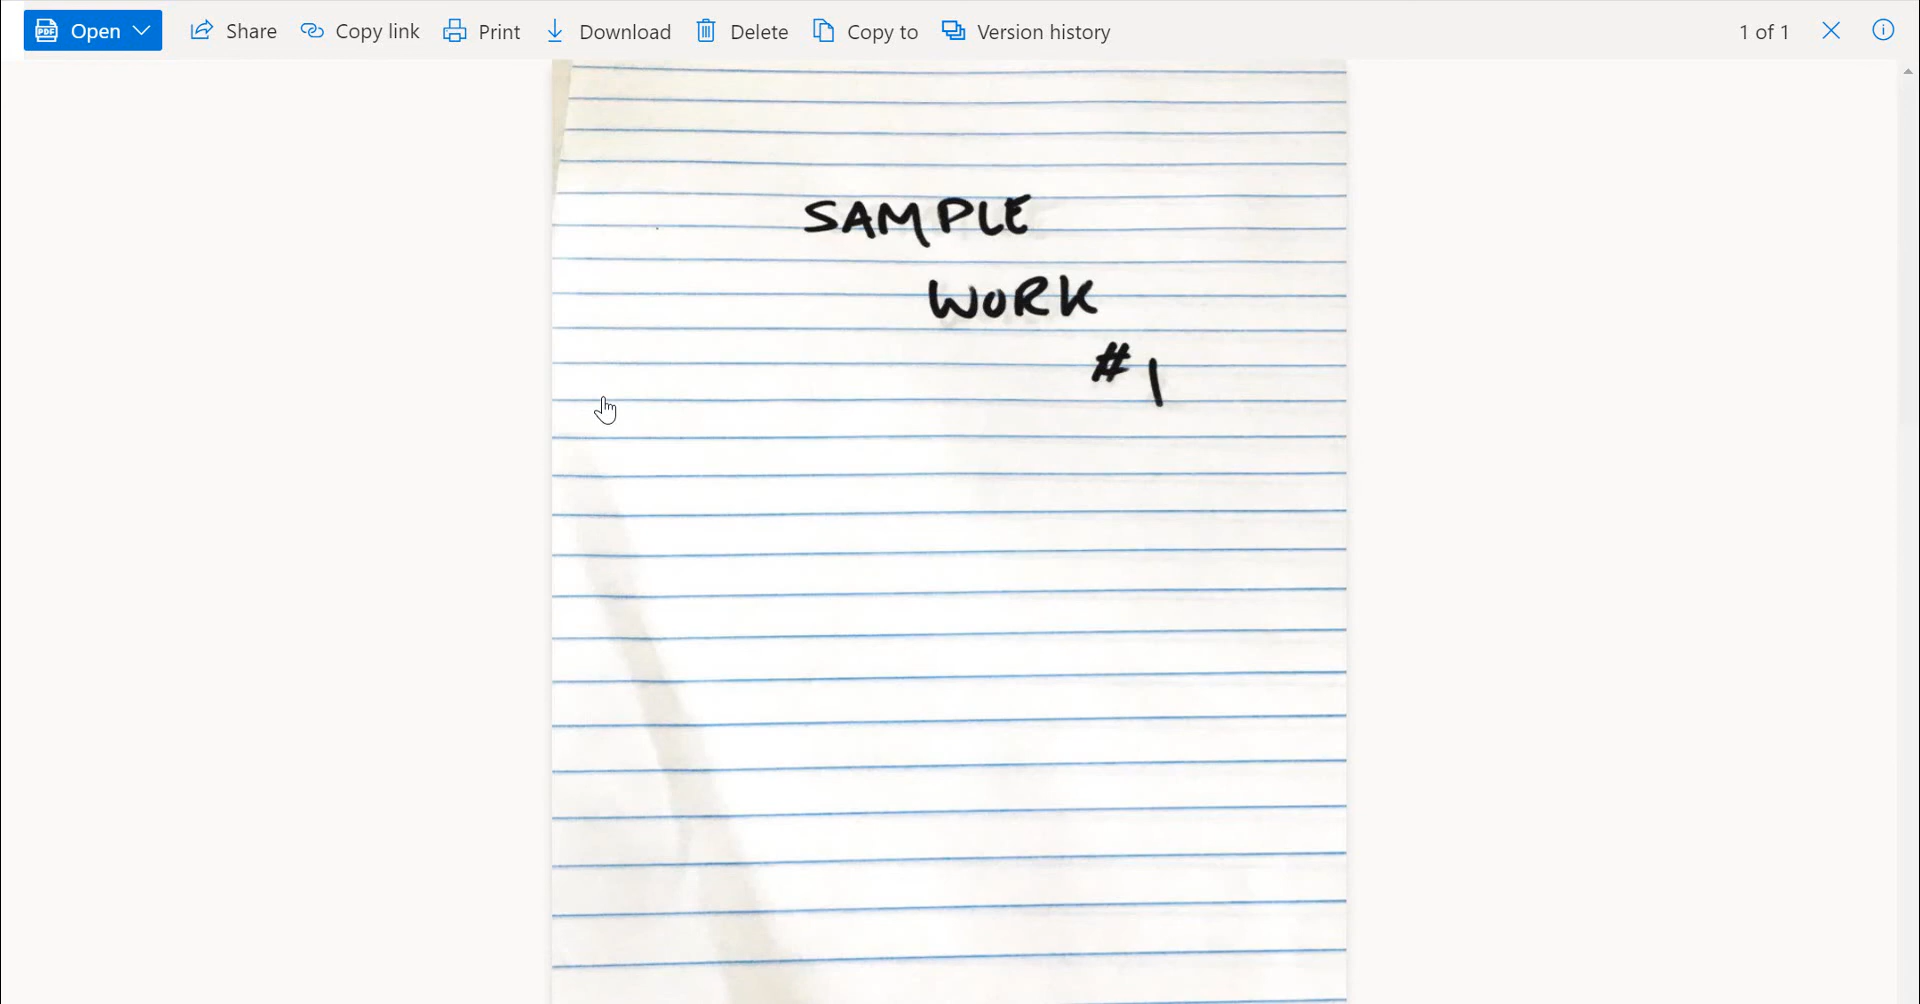 Open Share Copy link Print Download Delete Copy to Version history 1 of 1
SAMPLE
WORK
#1